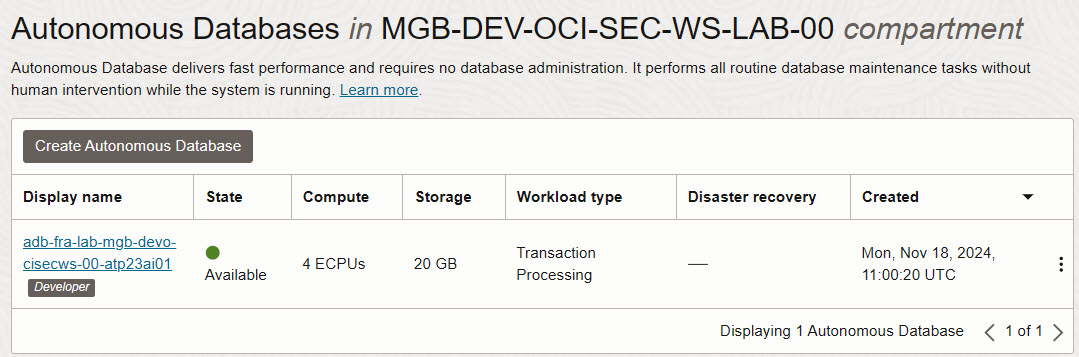 Autonomous Databases in MGB-DEV-OCI-SEC-WS-LAB-00 compartment
Autonomous Database delivers fast performance and requires no database administration. It performs all routine database maintenance tasks without
human intervention while the system is running. Learn more.
Create Autonomous Database
Display name State Compute Storage Workload type Disaster recovery Created
adb-fra-lab-mgb-devo-
cisecws-00-atp23ai01
Developer
Available
4 ECPUs
20 GB
Transaction
Processing
—
Mon, Nov 18, 2024,
11:00:20 UTC
Displaying 1 Autonomous Database 1 of 1